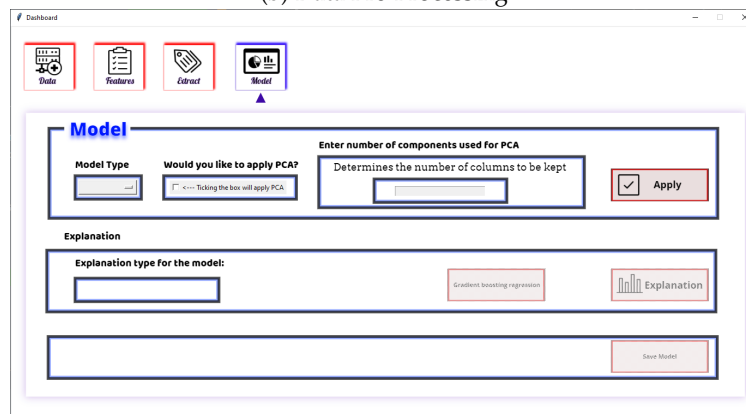 Dashboard
Data
Features
Extract
Model
Model
Enter number of components used for PCA
Model Type
Would you like to apply PCA?
Determines the number of columns to be kept
<--- Ticking the box will apply PCA
Apply
Explanation
Explanation type for the model:
Gradient boosting regression
Explanation
Save Model